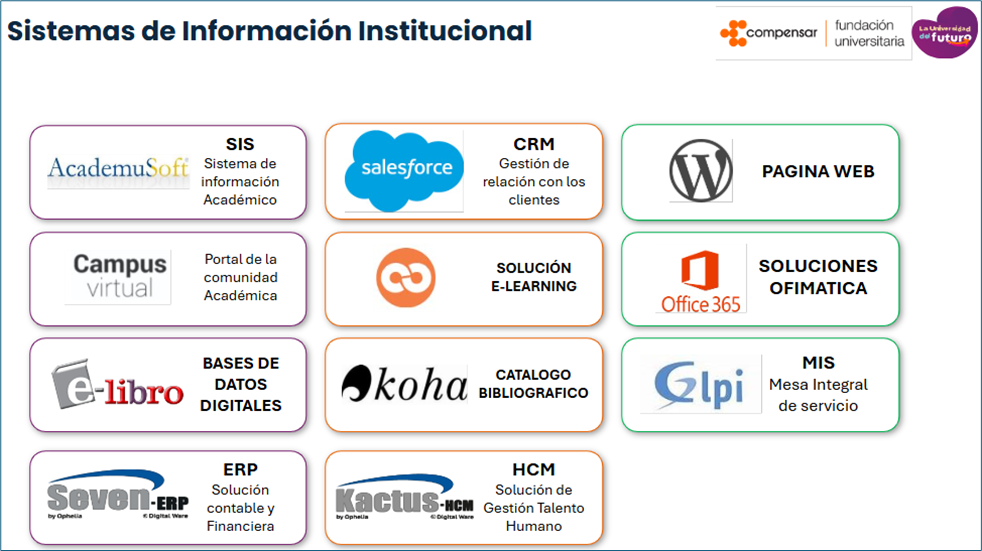 Sistemas de Información Institucional
compensar
fundación
universitaria
La Universidad
del futuro
AcademuSoft
SIS
Sistema de
información
Académico
salesforce
CRM
Gestión de
relación con los
clientes
W
PAGINA WEB
Campus
virtual
Portal de la
comunidad
Académica
SOLUCIÓN
E-LEARNING
Office 365
SOLUCIONES
OFIMATICA
e-libro
BASES DE
DATOS
DIGITALES
koha
CATALOGO
BIBLIOGRAFICO
Glpi
MIS
Mesa Integral
de servicio
Seven-ERP
by Ophelia © Digital Ware
ERP
Solución
contable y
Financiera
Kactus-HCM
by Ophelia © Digital Ware
HCM
Solución de
Gestión Talento
Humano